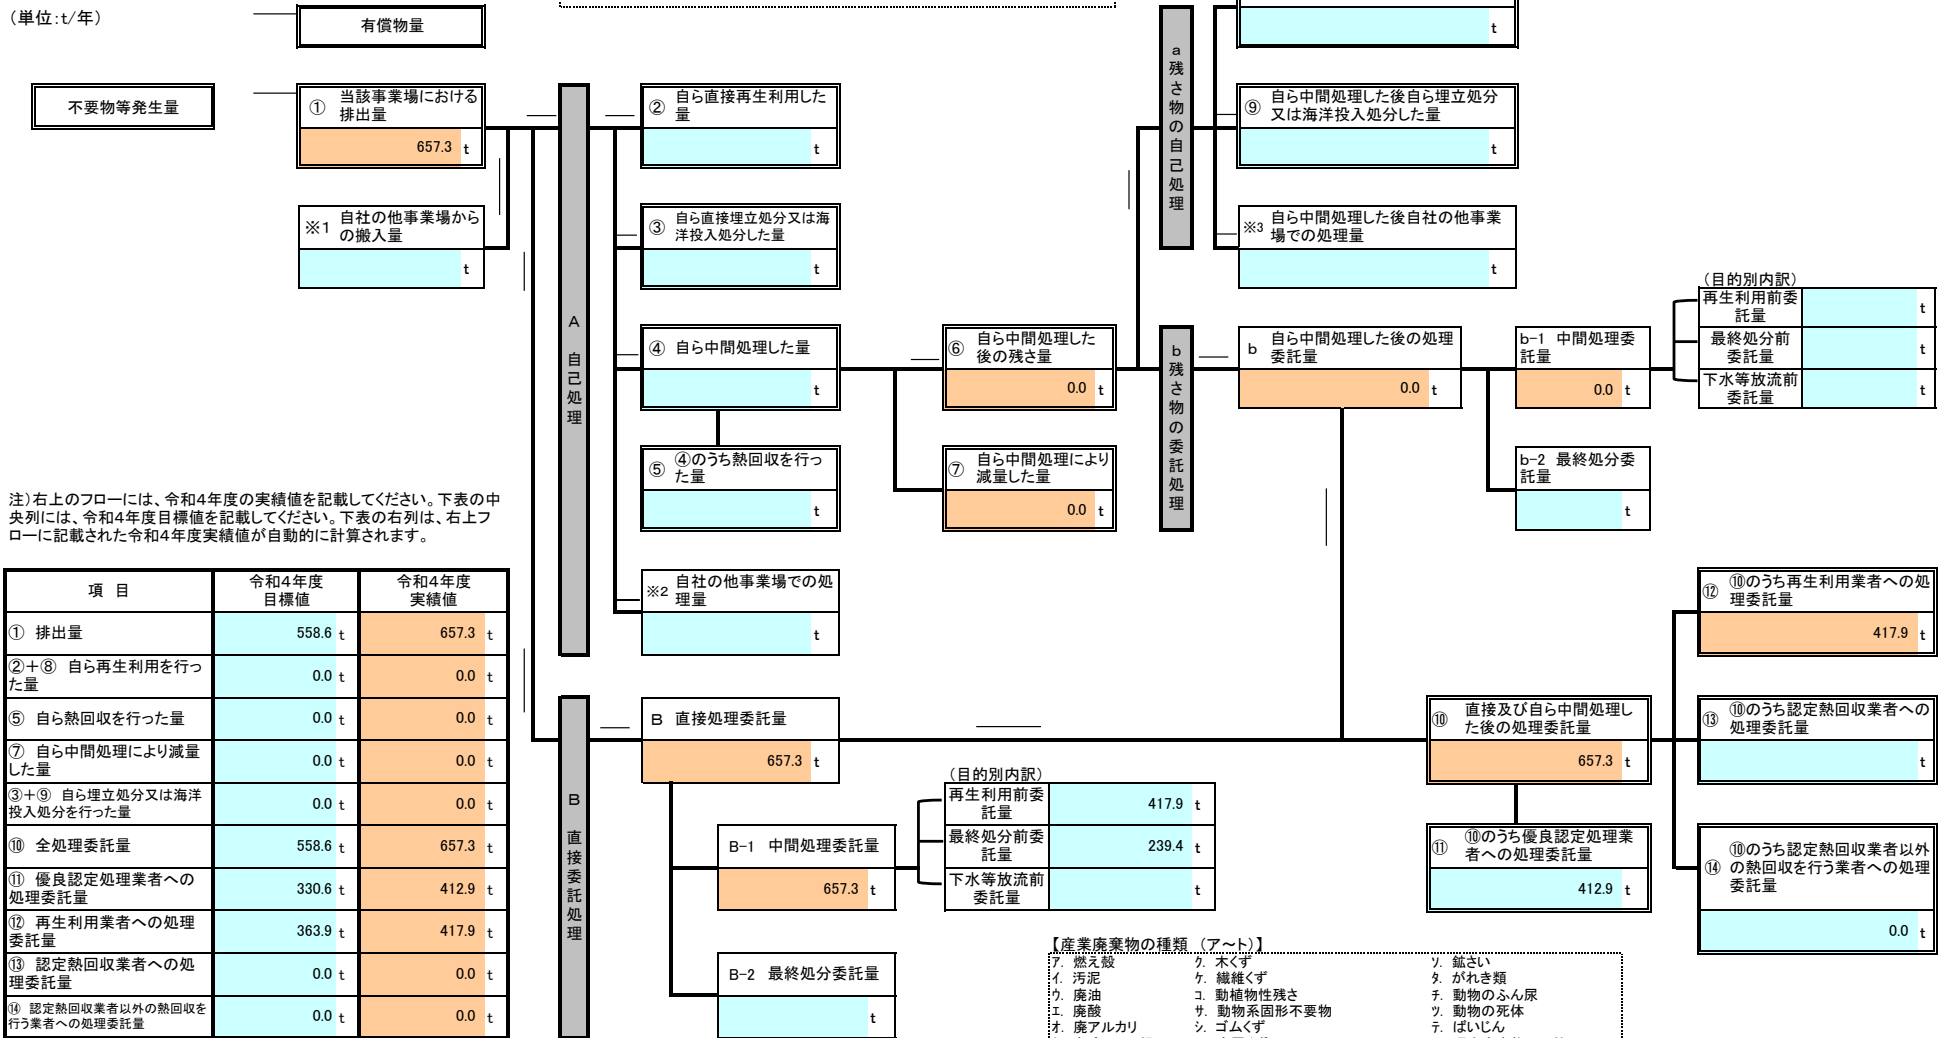 (単位:t/年)
有償物量
t
不要物等発生量
① 当該事業場における
排出量
657.3 t
※1 自社の他事業場から
の搬入量
t
A 自己処理
② 自ら直接再生利用した
量
t
③ 自ら直接埋立処分又は海
洋投入処分した量
t
④ 自ら中間処理した量
t
⑤ ④のうち熱回収を行っ
た量
t
※2 自社の他事業場での処
理量
t
⑥ 自ら中間処理した
後の残さ量
0.0 t
⑦ 自ら中間処理により
減量した量
0.0 t
a 残さ物の自己処理
⑨ 自ら中間処理した後自ら埋立処分
又は海洋投入処分した量
t
※3 自ら中間処理した後自社の他事業
場での処理量
t
b 残さ物の委託処理
b 自ら中間処理した後の処理
委託量
0.0 t
b-1 中間処理委
託量
0.0 t
b-2 最終処分委
託量
t
(目的別内訳)
再生利用前委
託量
t
最終処分前
委託量
t
下水等放流前
委託量
t
注)右上のフローには、令和4年度の実績値を記載してください。下表の中
央列には、令和4年度目標値を記載してください。下表の右列は、右上フ
ローに記載された令和4年度実績値が自動的に計算されます。
項 目
令和4年度
目標値
令和4年度
実績値
① 排出量 558.6 t 657.3 t
②+⑧ 自ら再生利用を行っ
た量
0.0 t 0.0 t
⑤ 自ら熱回収を行った量 0.0 t 0.0 t
⑦ 自ら中間処理により減量
した量
0.0 t 0.0 t
③+⑨ 自ら埋立処分又は海洋
投入処分を行った量
0.0 t 0.0 t
⑩ 全処理委託量 558.6 t 657.3 t
⑪ 優良認定処理業者への
処理委託量
330.6 t 412.9 t
⑫ 再生利用業者への処理
委託量
363.9 t 417.9 t
⑬ 認定熱回収業者への処
理委託量
0.0 t 0.0 t
⑭ 認定熱回収業者以外の熱回収を
行う業者への処理委託量
0.0 t 0.0 t
B 直接委託処理
B 直接処理委託量
657.3 t
B-1 中間処理委託量
657.3 t
B-2 最終処分委託量
t
(目的別内訳)
再生利用前委
託量
417.9 t
最終処分前委
託量
239.4 t
下水等放流前
委託量
t
⑩ 直接及び自ら中間処理し
た後の処理委託量
657.3 t
⑪ ⑩のうち優良認定処理業
者への処理委託量
412.9 t
⑫ ⑩のうち再生利用業者への処
理委託量
417.9 t
⑬ ⑩のうち認定熱回収業者への
処理委託量
t
⑭ ⑩のうち認定熱回収業者以外
の熱回収を行う業者への処理
委託量
0.0 t
【産業廃棄物の種類 (ア~ト)】
ア. 燃え殻 ク. 木くず ソ. 鉱さい
イ. 汚泥 ケ. 繊維くず タ. がれき類
ウ. 廃油 コ. 動植物性残さ チ. 動物のふん尿
エ. 廃酸 サ. 動物系固形不要物 ツ. 動物の死体
オ. 廃アルカリ シ. ゴムくず テ. ばいじん